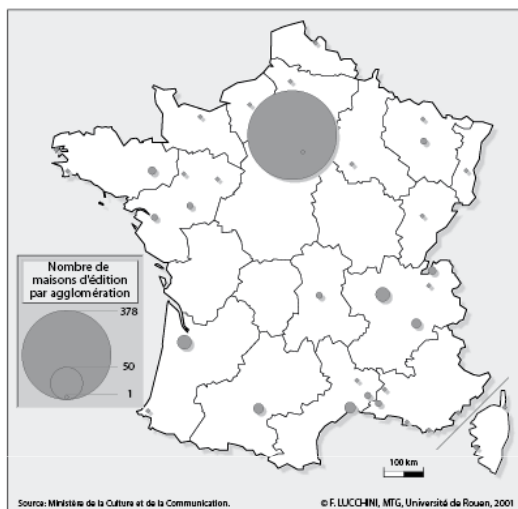 Nombre de
maisons d'édition
par agglomération
378
50
1
100 km
Source: Ministère de la Culture et de la Communication.
© F. LUCCHINI, MTG, Université de Rouen, 2001